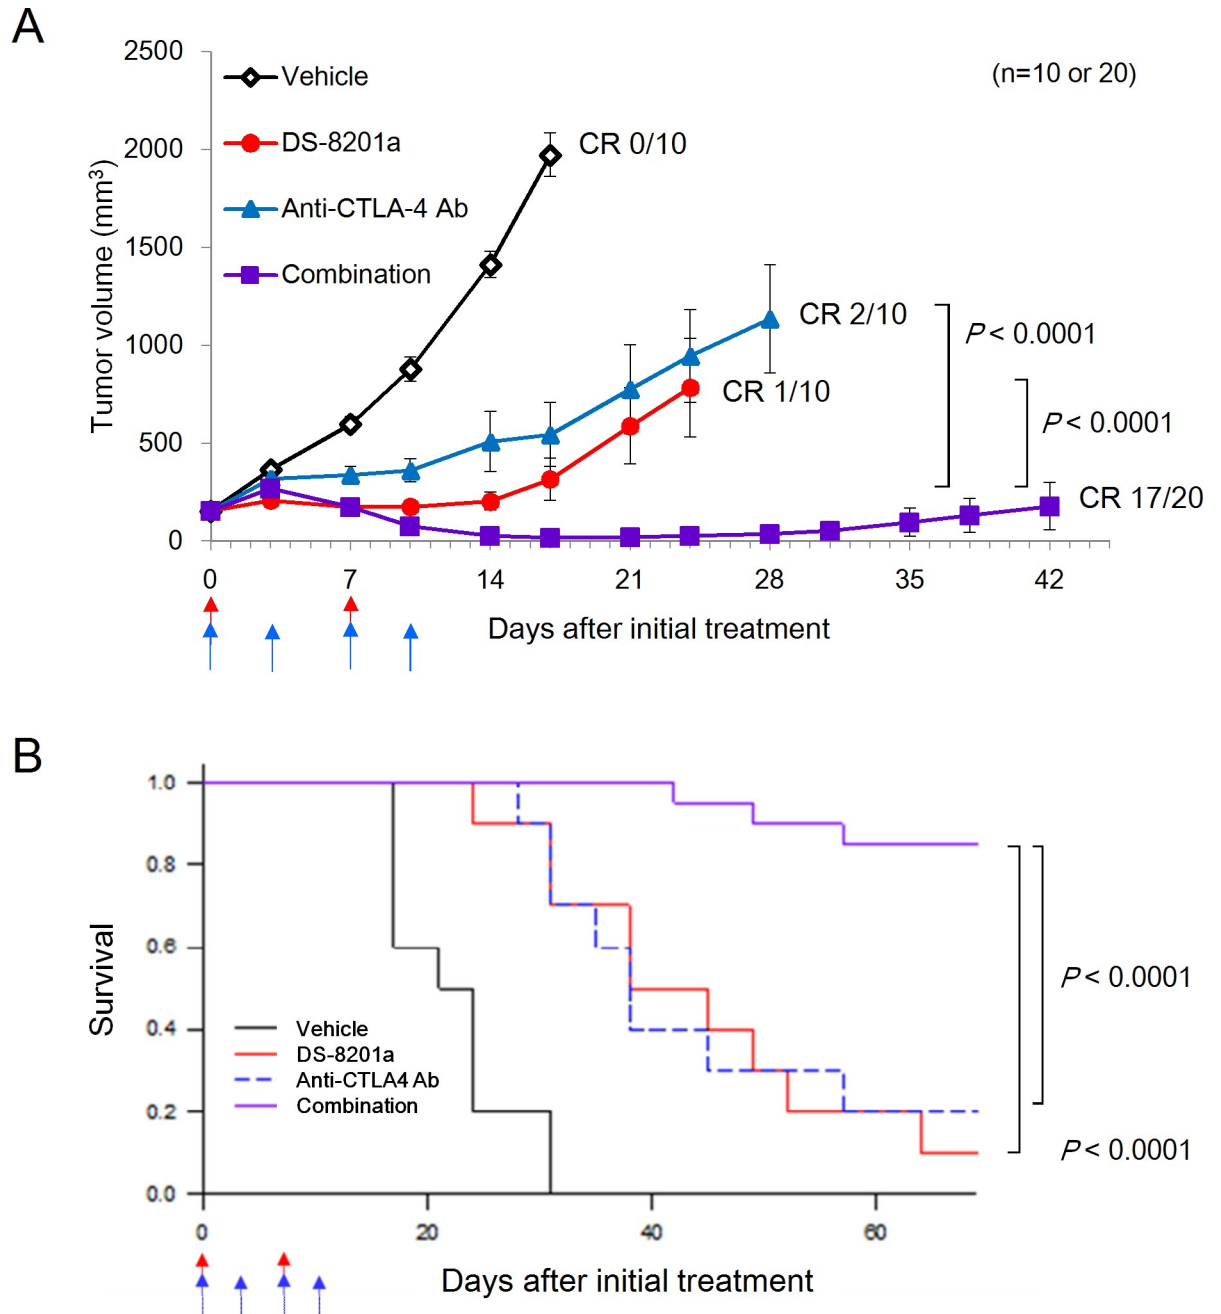 A
2500
2000
1500
1000
500
0
Tumor volume (mm³)
Vehicle
DS-8201a
Anti-CTLA-4 Ab
Combination
(n=10 or 20)
CR 0/10
CR 2/10
CR 1/10
CR 17/20
P < 0.0001
P < 0.0001
0 7 14 21 28 35 42
Days after initial treatment
B
1.0
0.8
0.6
0.4
0.2
0.0
Survival
Vehicle
DS-8201a
Anti-CTLA4 Ab
Combination
P < 0.0001
P < 0.0001
0 20 40 60
Days after initial treatment